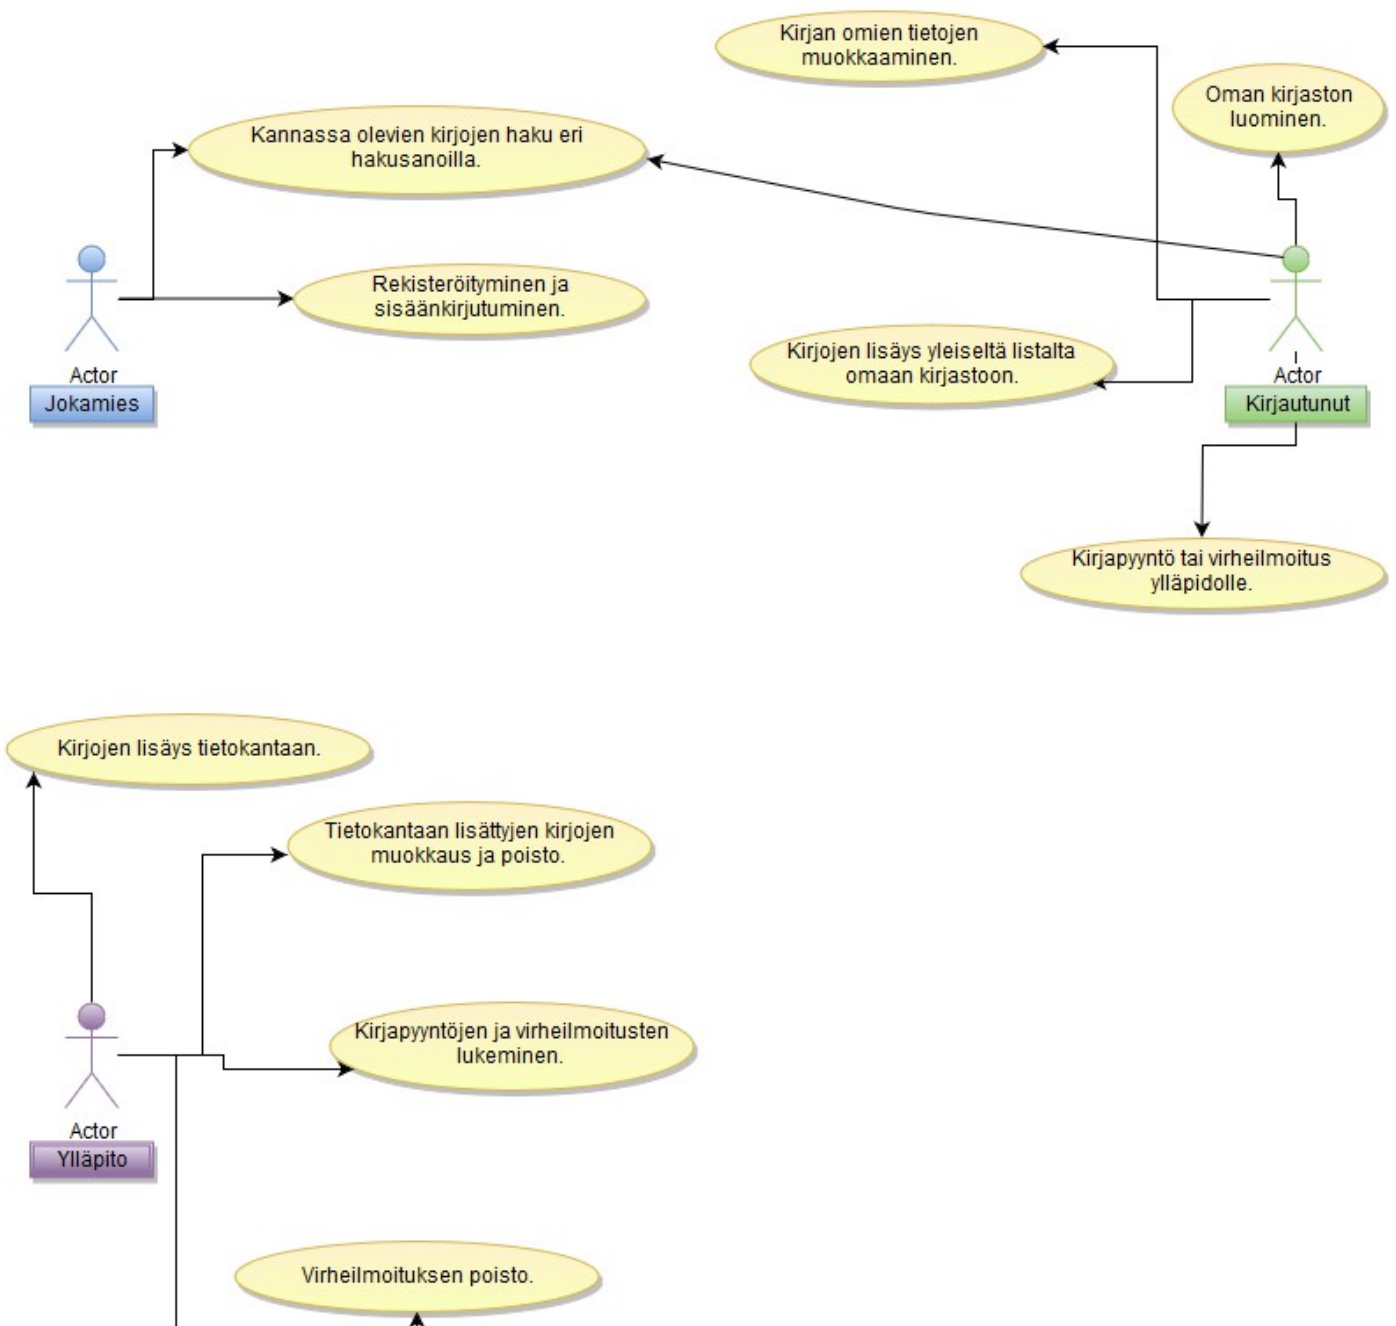 Kirjan omien tietojen
muokkaaminen.
Oman kirjaston
luominen.
Kannassa olevien kirjojen haku eri
hakusanoilla.
Rekisteröityminen ja
sisäänkirjutuminen.
Kirjojen lisäys yleiseltä listalta
omaan kirjastoon.
Actor
Jokamies
Actor
Kirjautunut
Kirjapyyntö tai virheilmoitus
ylläpidolle.
Kirjojen lisäys tietokantaan.
Tietokantaan lisättyjen kirjojen
muokkaus ja poisto.
Kirjapyyntöjen ja virheilmoitusten
lukeminen.
Actor
Ylläpito
Virheilmoituksen poisto.